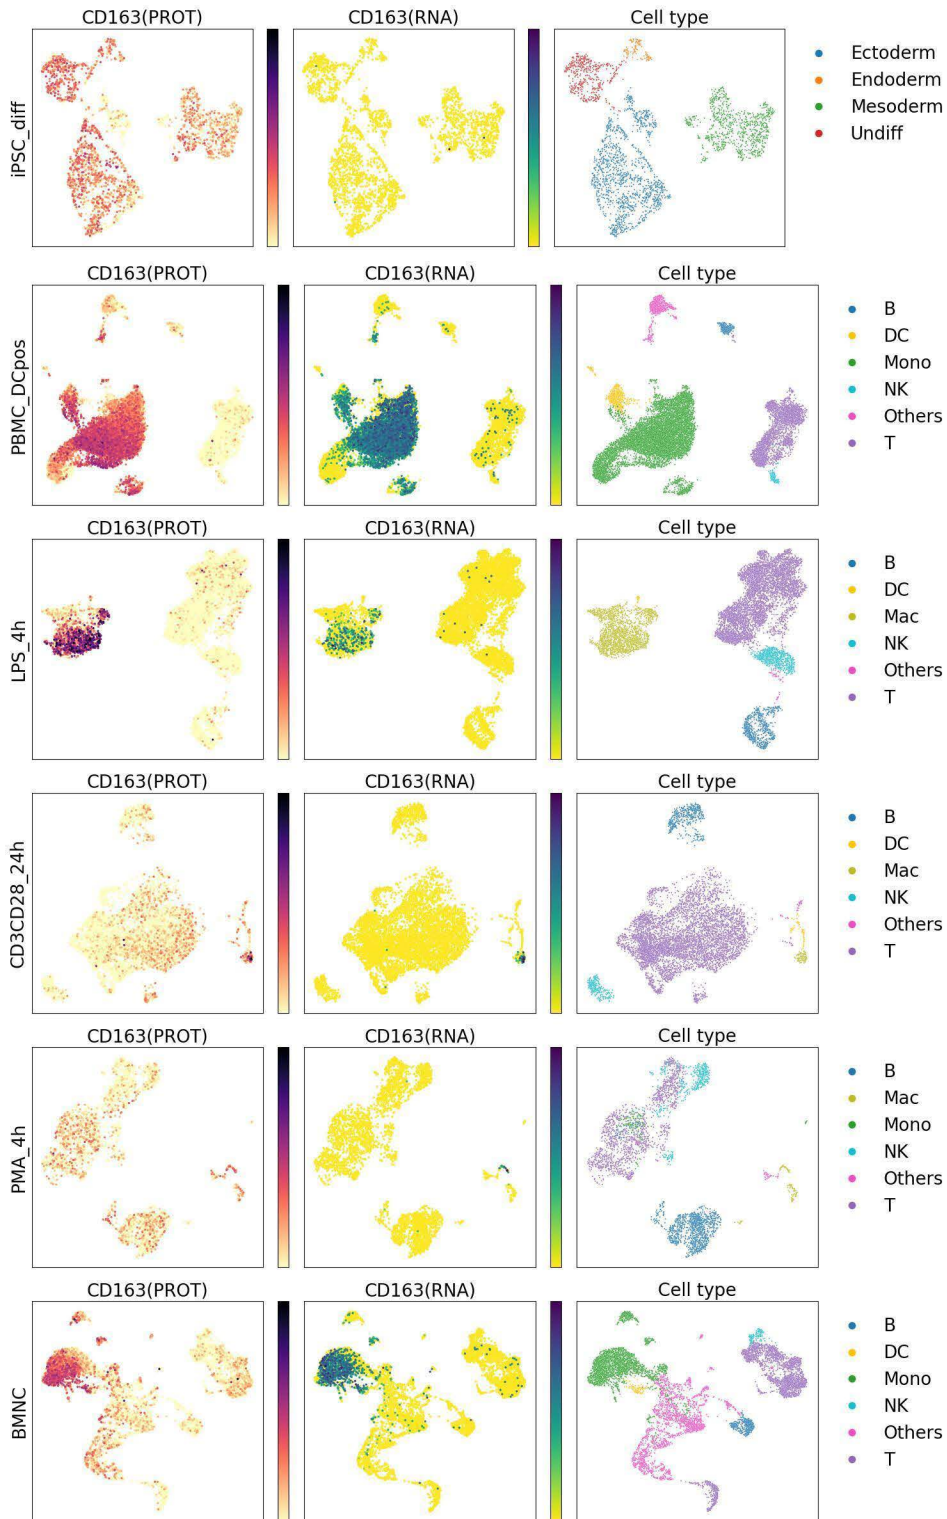 CD163(PROT) CD163(RNA) Cell type
iPSC_diff
Ectoderm
Endoderm
Mesoderm
Undiff
CD163(PROT) CD163(RNA) Cell type
PBMC_DCpos
B
DC
Mono
NK
Others
T
CD163(PROT) CD163(RNA) Cell type
LPS_4h
B
DC
Mac
NK
Others
T
CD163(PROT) CD163(RNA) Cell type
CD3CD28_24h
B
DC
Mac
NK
Others
T
CD163(PROT) CD163(RNA) Cell type
PMA_4h
B
Mac
Mono
NK
Others
T
CD163(PROT) CD163(RNA) Cell type
BMNC
B
DC
Mono
NK
Others
T